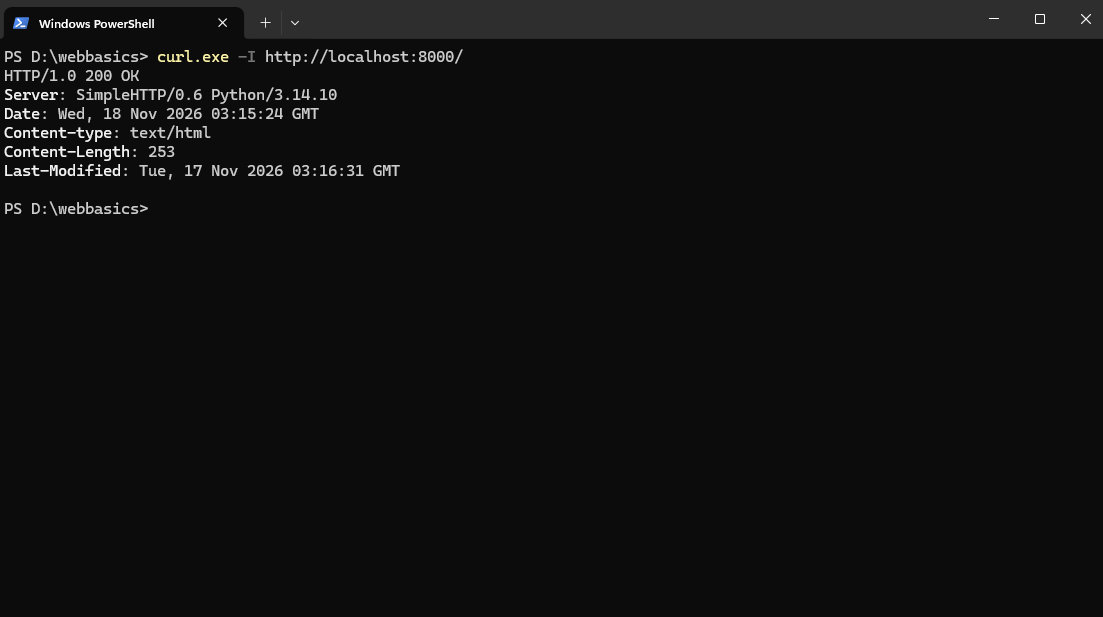 Windows PowerShell
PS D:\webbasics> curl.exe -I http://localhost:8000/
HTTP/1.0 200 OK
Server: SimpleHTTP/0.6 Python/3.14.10
Date: Wed, 18 Nov 2026 03:15:24 GMT
Content-type: text/html
Content-Length: 253
Last-Modified: Tue, 17 Nov 2026 03:16:31 GMT
PS D:\webbasics>